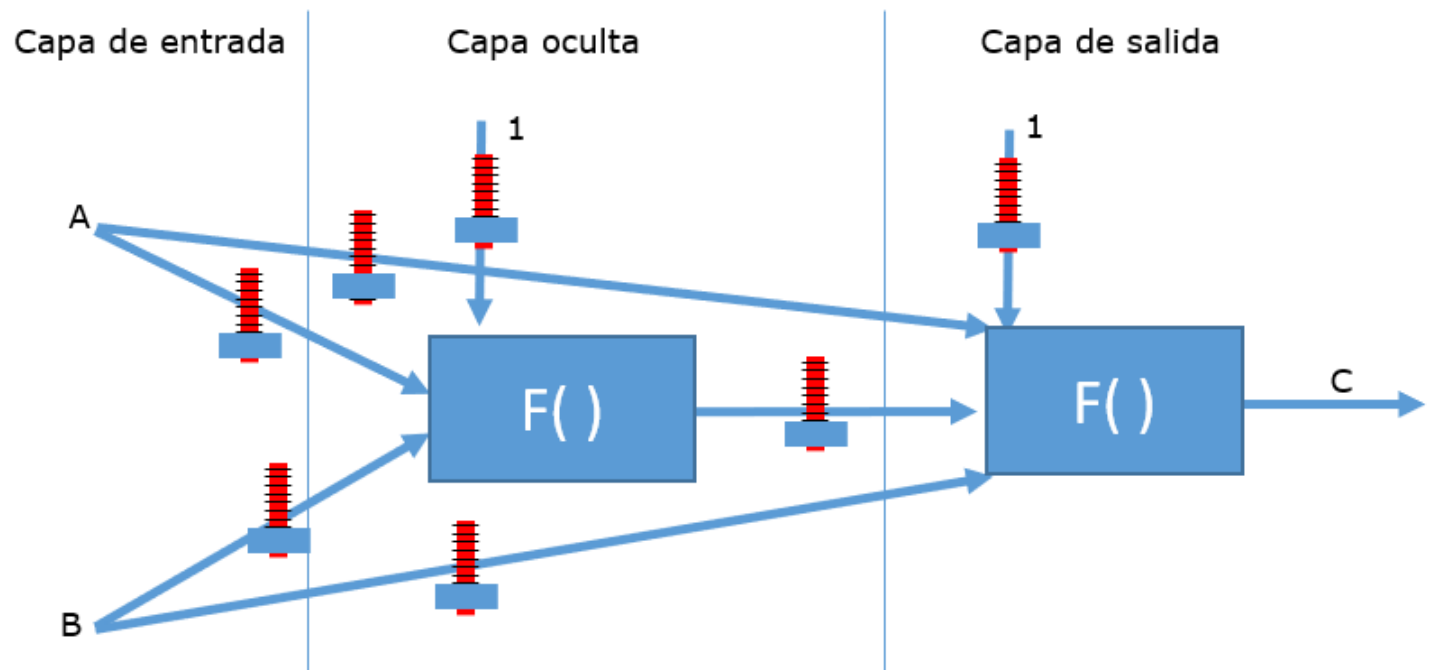 Capa de entrada
Capa oculta
Capa de salida
1
1
A
F( )
F( )
C
B